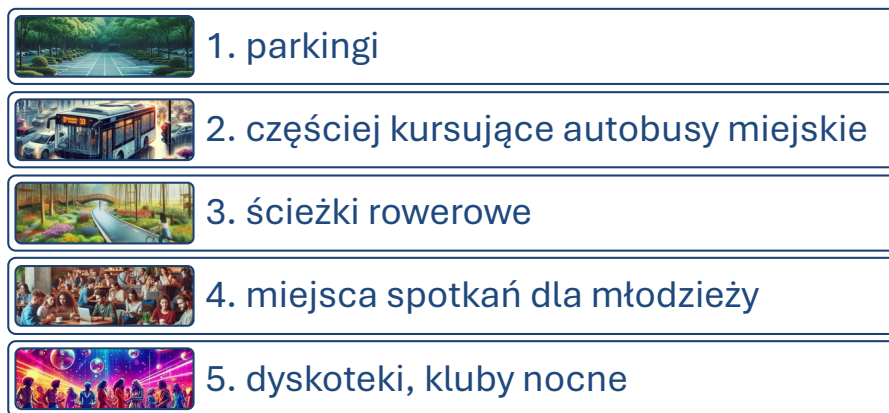 1. parkingi
2. częściej kursujące autobusy miejskie
3. ścieżki rowerowe
4. miejsca spotkań dla młodzieży
5. dyskoteki, kluby nocne